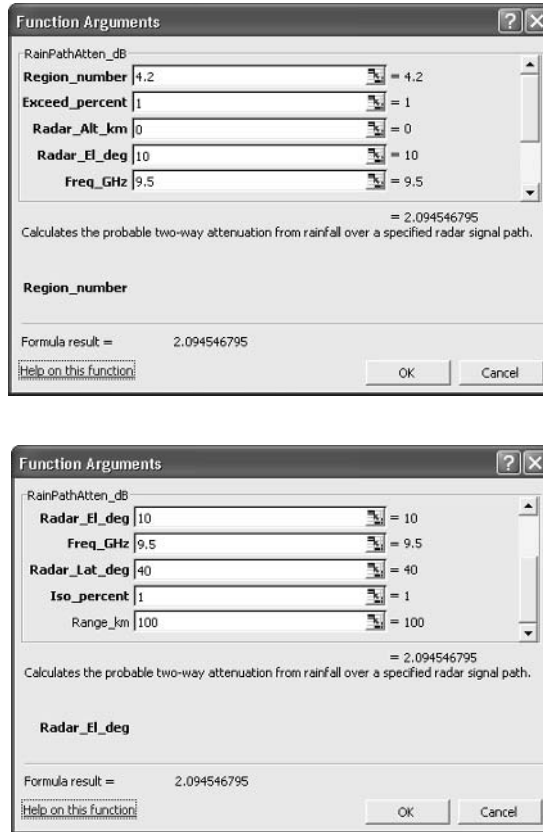 Function Arguments
RainPathAtten_dB
Region_number 4.2 = 4.2
Exceed_percent 1 = 1
Radar_Alt_km 0 = 0
Radar_El_deg 10 = 10
Freq_GHz 9.5 = 9.5
= 2.094546795
Calculates the probable two-way attenuation from rainfall over a specified radar signal path.
Region_number
Formula result = 2.094546795
Help on this function OK Cancel
Function Arguments
RainPathAtten_dB
Radar_El_deg 10 = 10
Freq_GHz 9.5 = 9.5
Radar_Lat_deg 40 = 40
Iso_percent 1 = 1
Range_km 100 = 100
= 2.094546795
Calculates the probable two-way attenuation from rainfall over a specified radar signal path.
Radar_El_deg
Formula result = 2.094546795
Help on this function OK Cancel